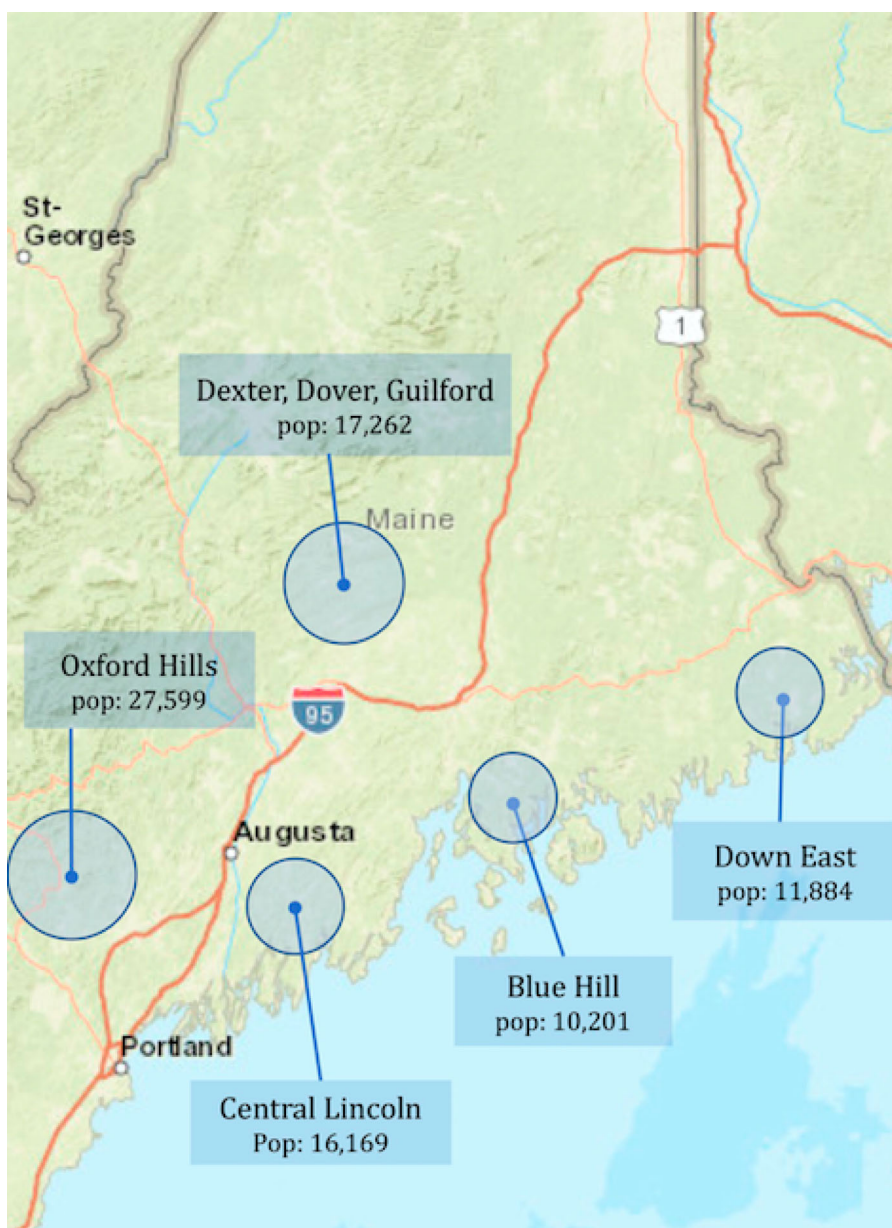 St-
Georges
1
Dexter, Dover, Guilford
pop: 17,262
Maine
Oxford Hills
pop: 27,599
95
Augusta
Down East
pop: 11,884
Blue Hill
pop: 10,201
Portland
Central Lincoln
Pop: 16,169